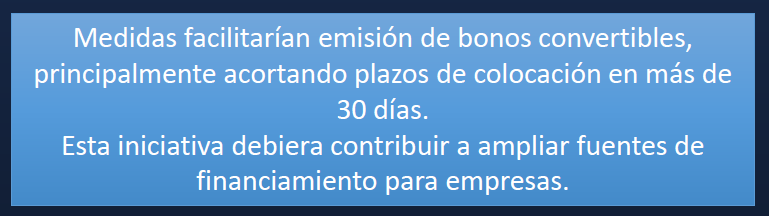 Medidas facilitarían emisión de bonos convertibles,
principalmente acortando plazos de colocación en más de
30 días.
Esta iniciativa debiera contribuir a ampliar fuentes de
financiamiento para empresas.